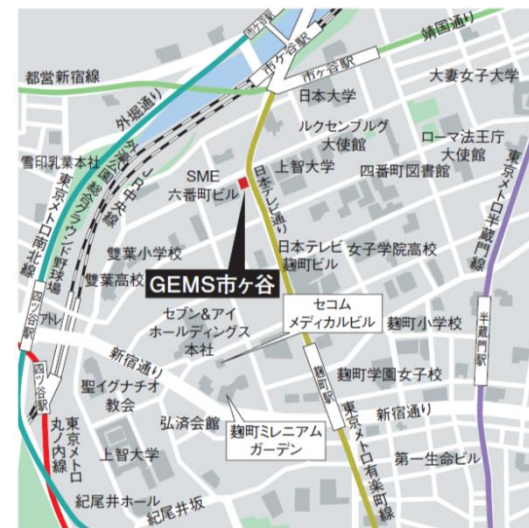 市ケ谷駅
市ケ谷駅
市ヶ谷駅
靖国通り
都営新宿線
外堀通り
日本大学
大妻女子大学
ルクセンブルグ
大使館
ローマ法王庁
大使館
雪印乳業本社
外濠公園総合グラウンド野球場
JR中央線
東京メトロ南北線
SME
六番町ビル
日本テレビ通り
上智大学
四番町図書館
東京メトロ半蔵門線
雙葉小学校
雙葉高校
日本テレビ
麹町ビル
女子学院高校
GEMS市ヶ谷
四ツ谷駅
アトレ
セブン&アイ
ホールディングス
本社
セコム
メディカルビル
麹町小学校
半蔵門駅
新宿通り
四ツ谷駅
聖イグナチオ
教会
麹町駅
麹町学園女子校
新宿通り
弘済会館
麹町ミレニアム
ガーデン
東京メトロ
丸ノ内線
上智大学
東京メトロ有楽町線
第一生命ビル
紀尾井ホール
紀尾井坂